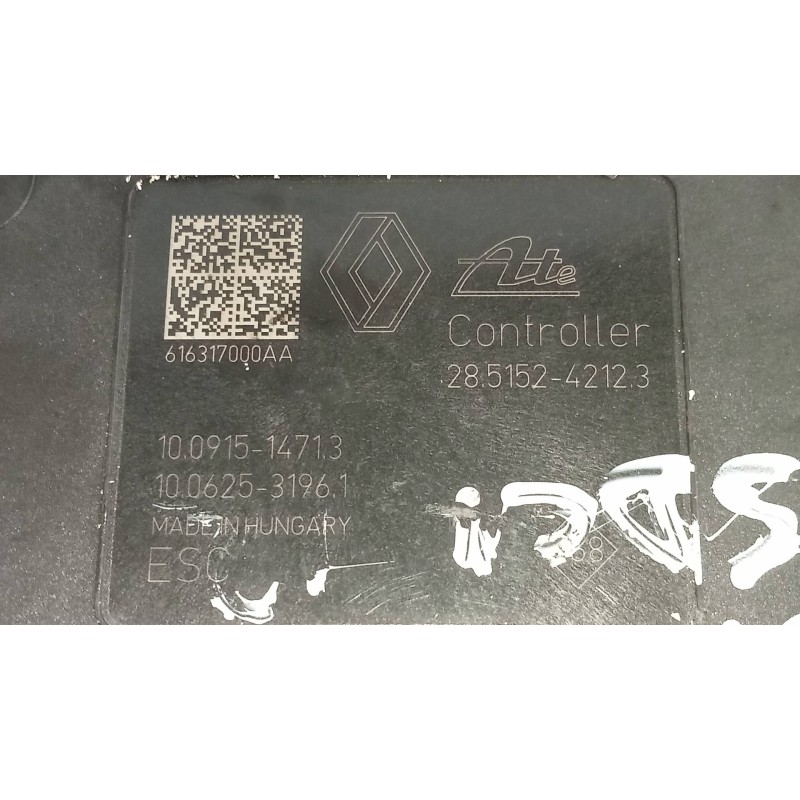 Ate
Controller
616317000AA
28.5152-4212.3
10.0915-1471.3
10.0625-3196.1
MADE IN HUNGARY
ESC